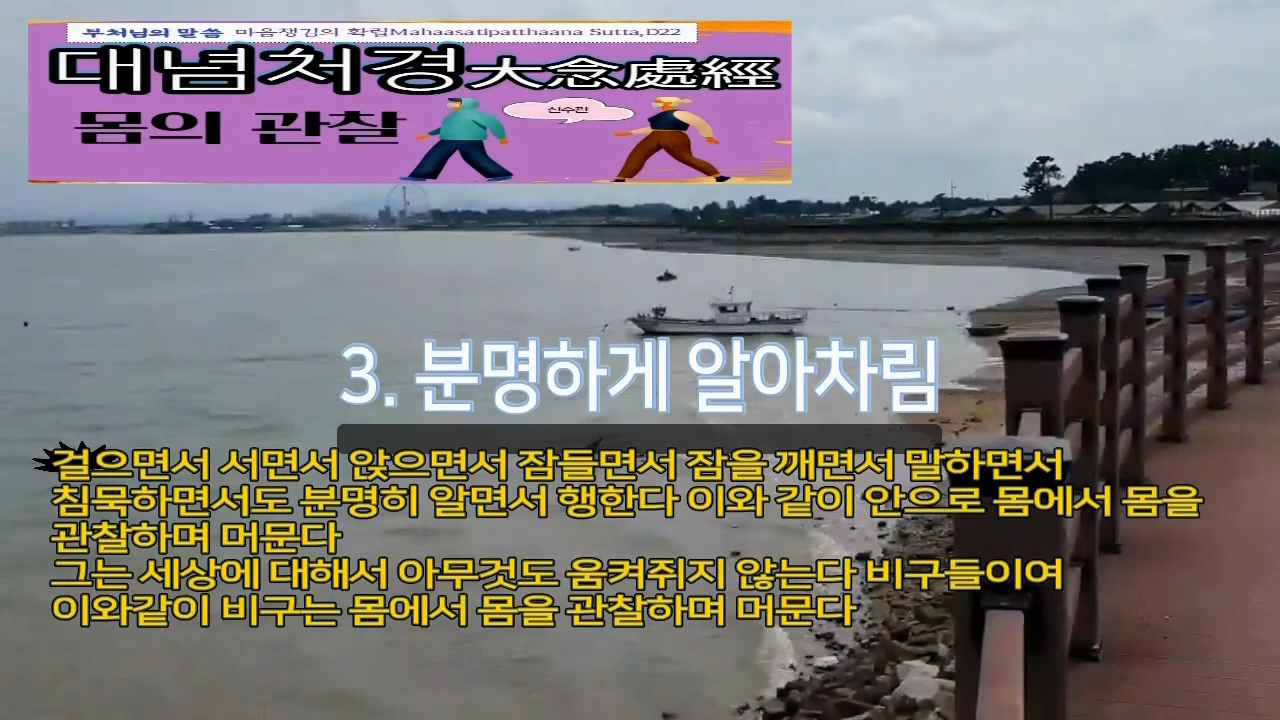 부처님의 말씀 마음챙김의 확립Mahaasatipatthaana Sutta,D22
대념처경大念處經
몸의 관찰
신수판
3. 분명하게 알아차림
걸으면서 서면서 앉으면서 잠들면서 잠을 깨면서 말하면서
침묵하면서도 분명히 알면서 행한다 이와 같이 안으로 몸에서 몸을
관찰하며 머문다
그는 세상에 대해서 아무것도 움켜쥐지 않는다 비구들이여
이와같이 비구는 몸에서 몸을 관찰하며 머문다